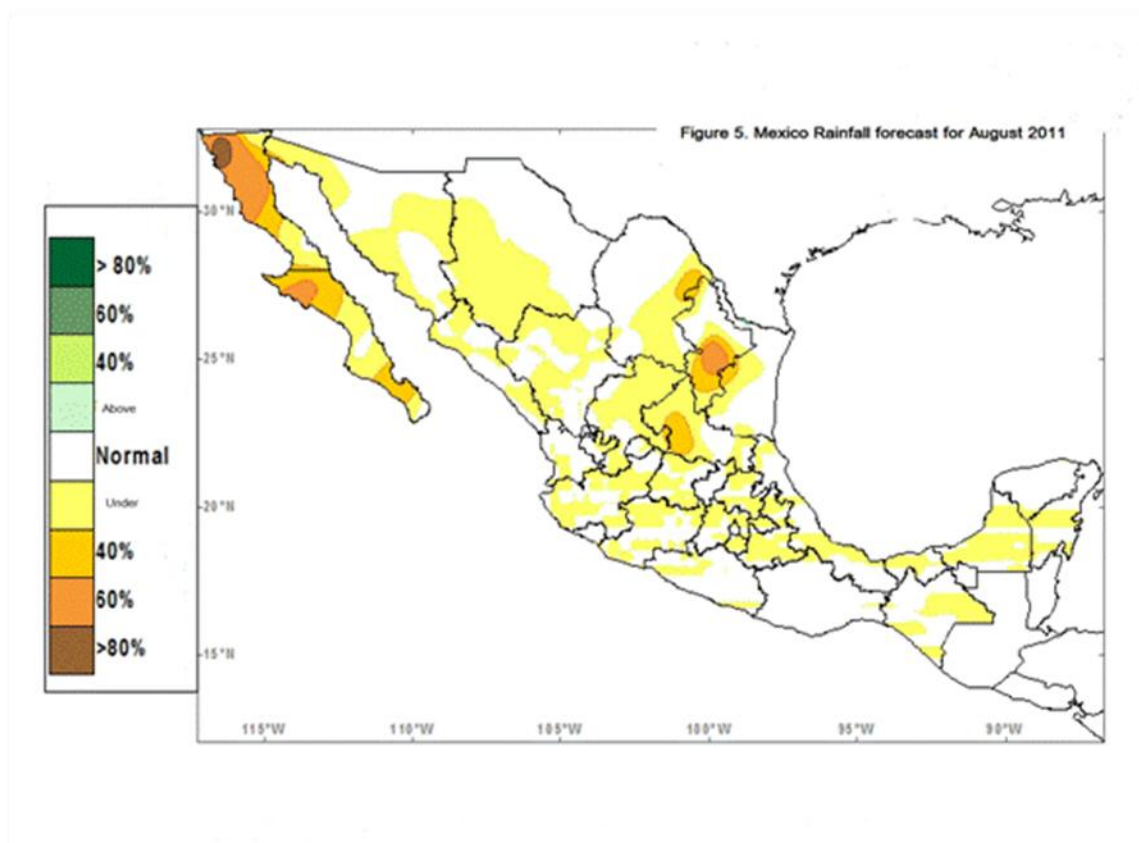 Figure 5. Mexico Rainfall forecast for August 2011
> 80%
60%
40%
Above
Normal
Under
40%
60%
>80%
30°N
25°N
20°N
15°N
115°W 110°W 105°W 100°W 95°W 90°W